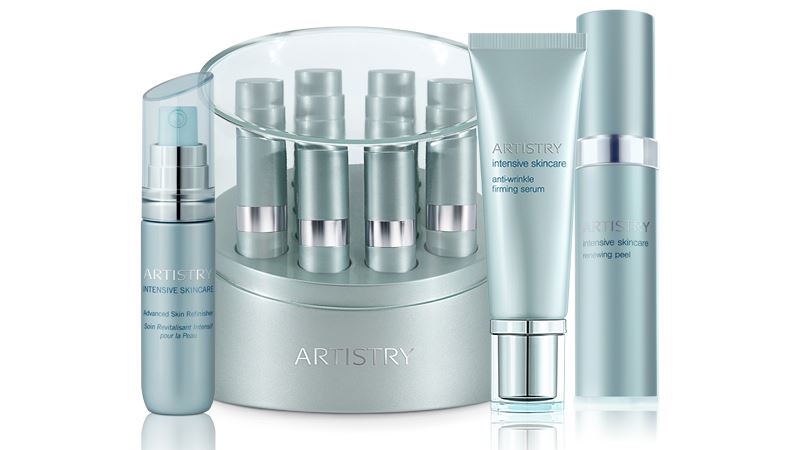 ARTISTRY
INTENSIVE SKINCARE
Advanced Skin Refinisher
Soin Revitalisant Intensif
pour la Peau
ARTISTRY
ARTISTRY
intensive skincare
anti-wrinkle
firming serum
ARTISTRY
intensive skincare
renewing peel